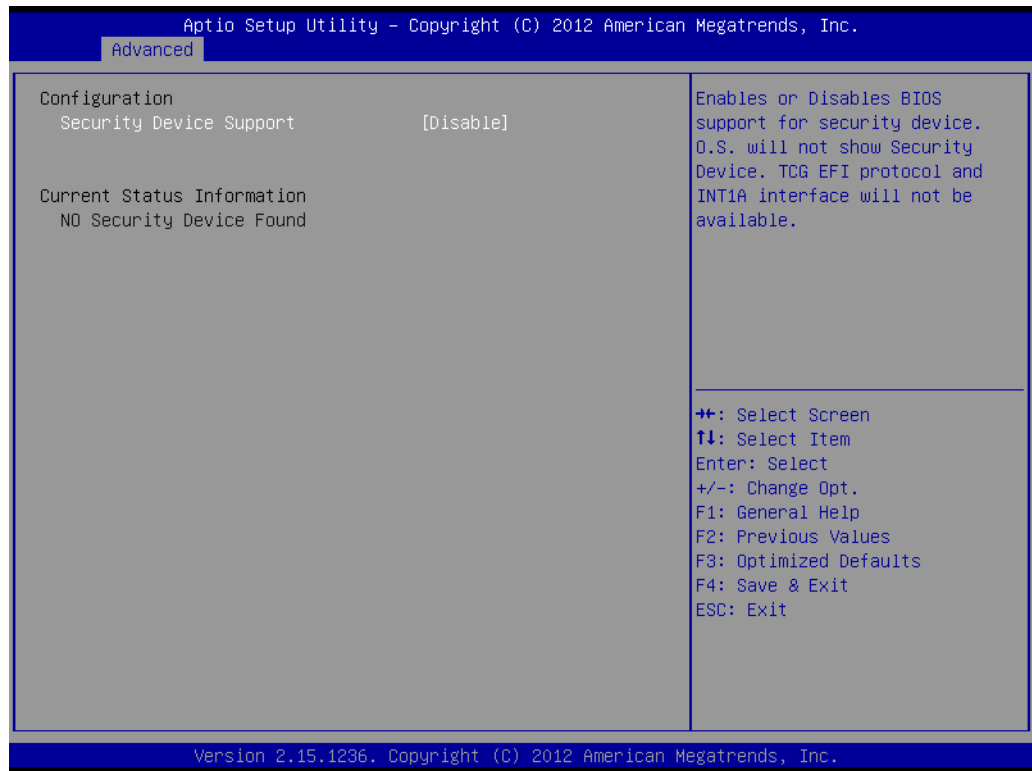 Aptio Setup Utility – Copyright (C) 2012 American Megatrends, Inc.
Advanced
Configuration
Security Device Support [Disable]
Current Status Information
NO Security Device Found
Enables or Disables BIOS
support for security device.
O.S. will not show Security
Device. TCG EFI protocol and
INT1A interface will not be
available.
→←: Select Screen
↑↓: Select Item
Enter: Select
+/-: Change Opt.
F1: General Help
F2: Previous Values
F3: Optimized Defaults
F4: Save & Exit
ESC: Exit
Version 2.15.1236. Copyright (C) 2012 American Megatrends, Inc.